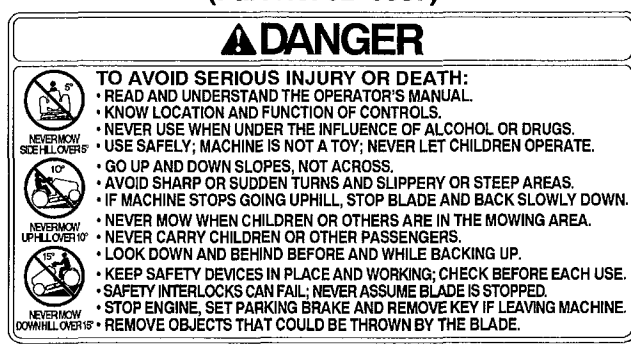 DANGER
TO AVOID SERIOUS INJURY OR DEATH:
• READ AND UNDERSTAND THE OPERATOR'S MANUAL.
• KNOW LOCATION AND FUNCTION OF CONTROLS.
• NEVER USE WHEN UNDER THE INFLUENCE OF ALCOHOL OR DRUGS.
• USE SAFELY; MACHINE IS NOT A TOY; NEVER LET CHILDREN OPERATE.
• GO UP AND DOWN SLOPES, NOT ACROSS.
• AVOID SHARP OR SUDDEN TURNS AND SLIPPERY OR STEEP AREAS.
• IF MACHINE STOPS GOING UPHILL, STOP BLADE AND BACK SLOWLY DOWN.
• NEVER MOW WHEN CHILDREN OR OTHERS ARE IN THE MOWING AREA.
• NEVER CARRY CHILDREN OR OTHER PASSENGERS.
• LOOK DOWN AND BEHIND BEFORE AND WHILE BACKING UP.
• KEEP SAFETY DEVICES IN PLACE AND WORKING; CHECK BEFORE EACH USE.
• SAFETY INTERLOCKS CAN FAIL; NEVER ASSUME BLADE IS STOPPED.
• STOP ENGINE, SET PARKING BRAKE AND REMOVE KEY IF LEAVING MACHINE.
• REMOVE OBJECTS THAT COULD BE THROWN BY THE BLADE.
5°
NEVER MOW
SIDE HILL OVER 5°
10°
NEVER MOW
UPHILL OVER 10°
15°
NEVER MOW
DOWNHILL OVER 15°